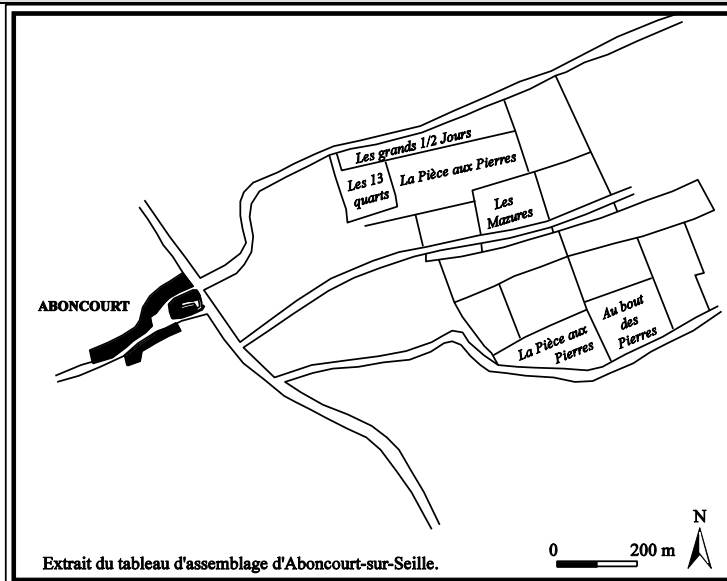 Les grands 1/2 Jours
La Pièce aux Pierres
Les 13
quarts
Les
Mazures
ABONCOURT
Au bout
des
Pierres
La Pièce aux
Pierres
N
0 200 m
Extrait du tableau d'assemblage d'Aboncourt-sur-Seille.